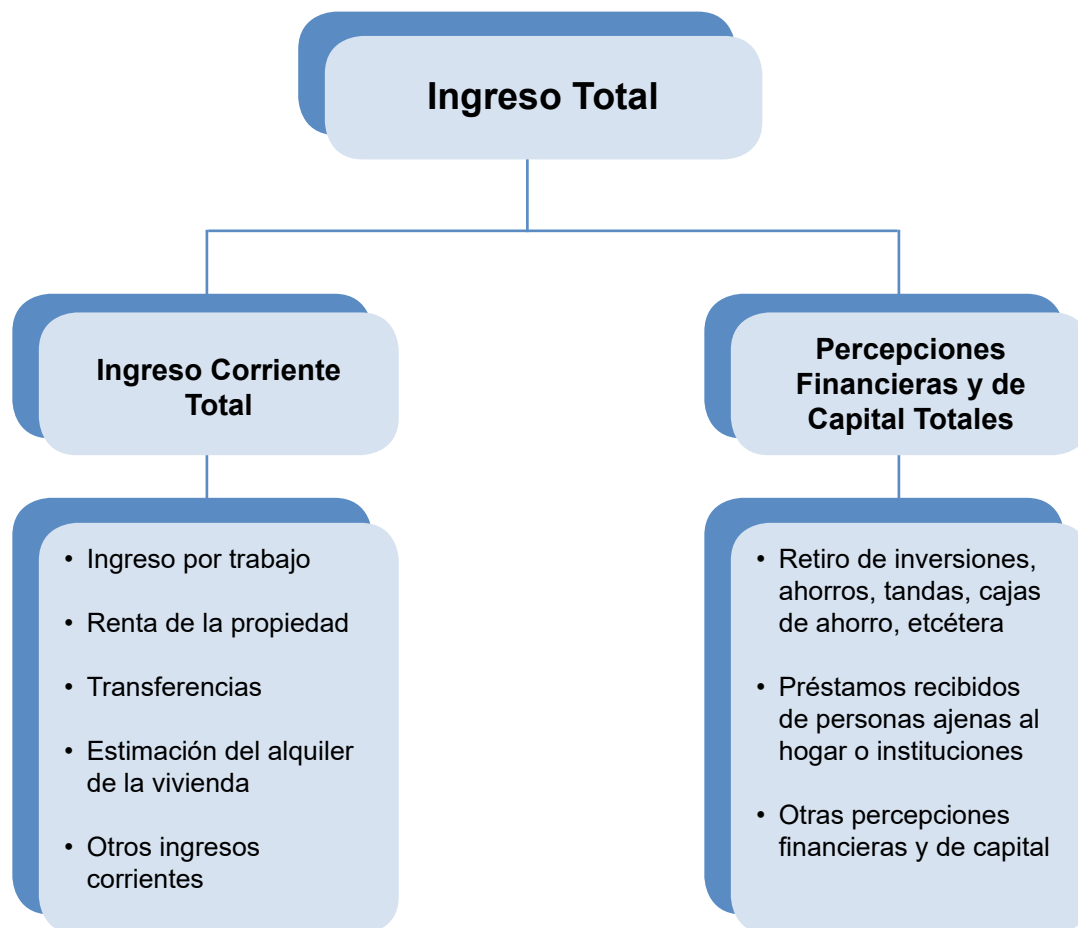 Ingreso Total
Ingreso Corriente
Total
• Ingreso por trabajo
• Renta de la propiedad
• Transferencias
• Estimación del alquiler
de la vivienda
• Otros ingresos
corrientes
Percepciones
Financieras y de
Capital Totales
• Retiro de inversiones,
ahorros, tandas, cajas
de ahorro, etcétera
• Préstamos recibidos
de personas ajenas al
hogar o instituciones
• Otras percepciones
financieras y de capital